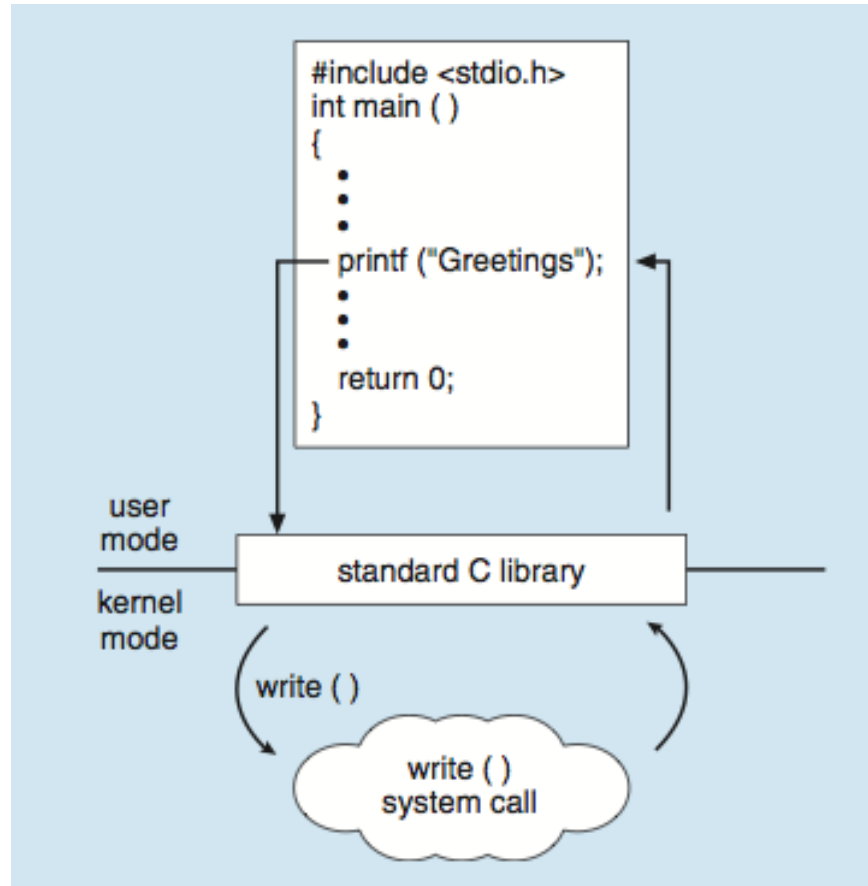 #include <stdio.h>
int main ( )
{
•
•
•
printf ("Greetings");
•
•
•
return 0;
}
user
mode
standard C library
kernel
mode
write ( )
write ( )
system call